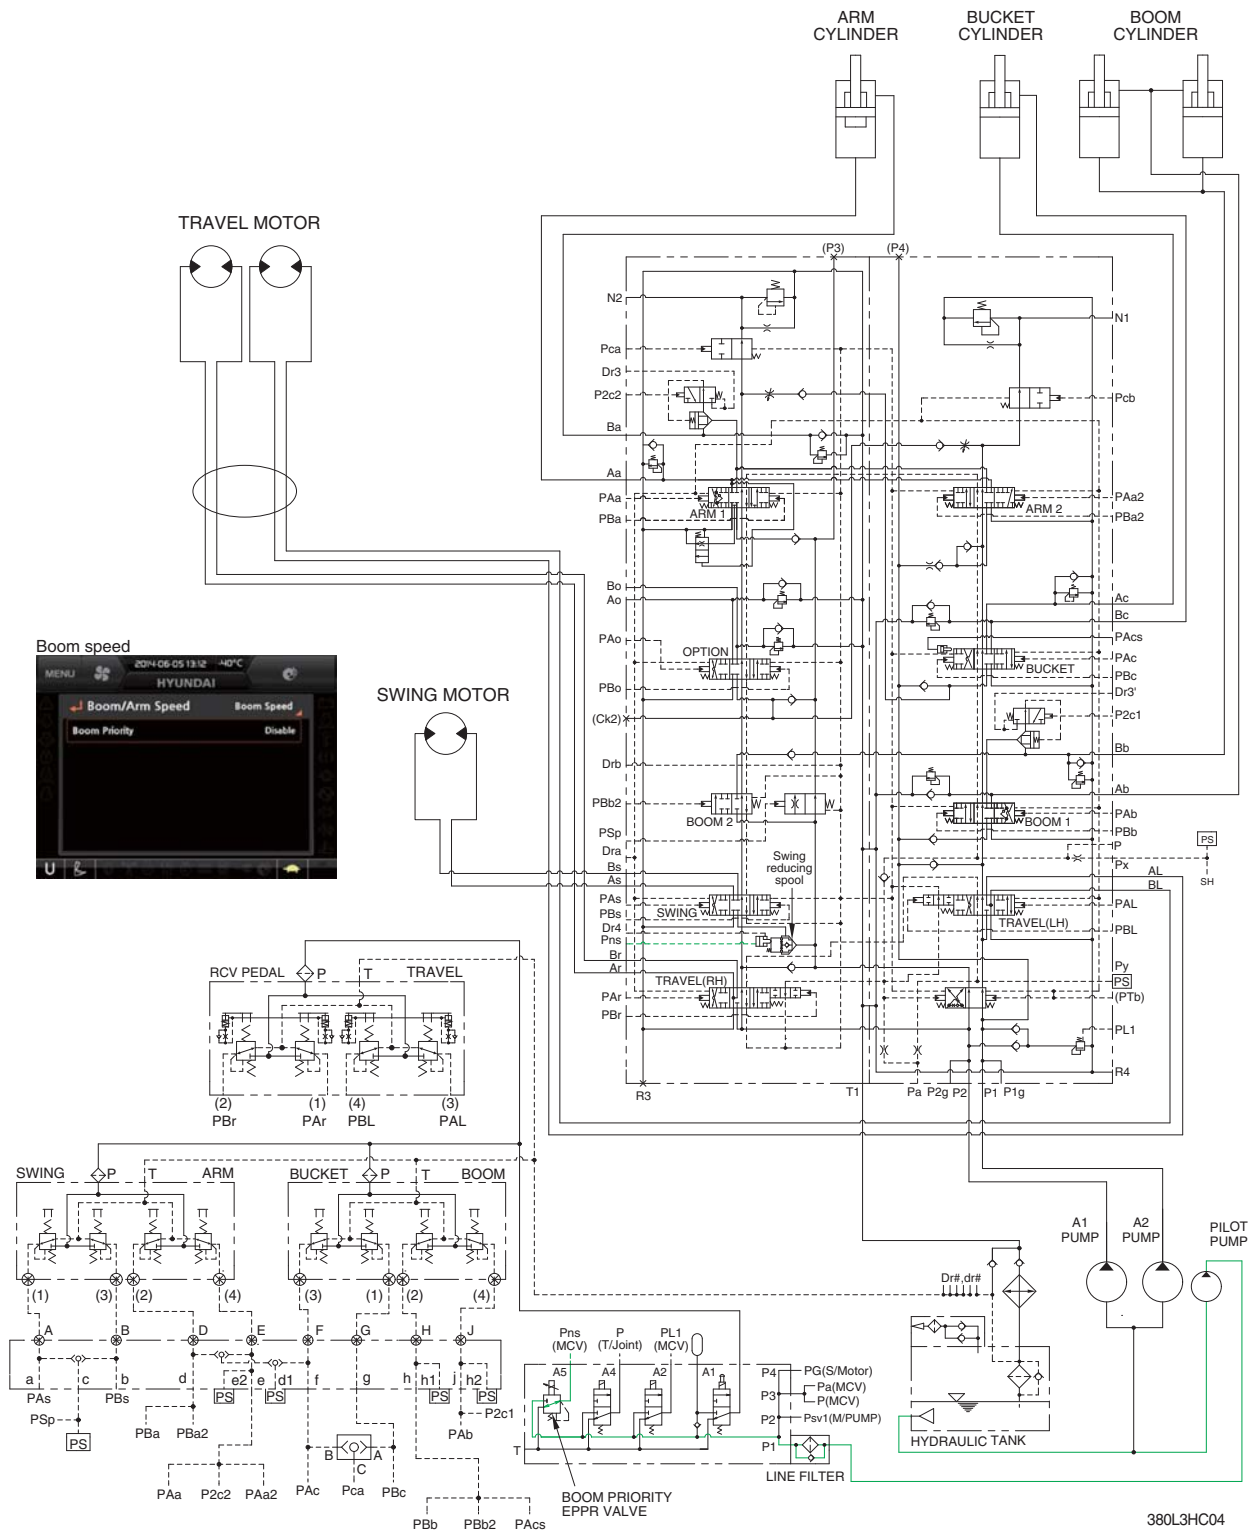 ARM
CYLINDER
BUCKET
CYLINDER
BOOM
CYLINDER
TRAVEL MOTOR
(P3)
(P4)
N2
N1
Pca
Dr3
P2c2
Pcb
Ba
Aa
PAa
PBa
ARM 1
ARM 2
PAa2
PBa2
Bo
Ao
Ac
Bc
PAo
OPTION
PBo
PAcs
PAc
BUCKET
PBc
Dr3'
(Ck2)
P2c1
Drb
Bb
PBb2
BOOM 2
PSp
Dra
Ab
PAb
BOOM 1
PBb
P
PS
Px
SH
Bs
As
Swing
reducing
spool
AL
BL
PAs
SWING
PBs
Dr4
Pns
PAL
TRAVEL(LH)
PBL
Br
Ar
TRAVEL(RH)
PAr
PBr
Py
PS
(PTb)
PL1
R4
R3
T1
Pa
P2g
P2
P1
P1g
Boom speed
MENU
2014-06-05 13:12
-40°C
HYUNDAI
Boom/Arm Speed
Boom Speed
Boom Priority
Disable
U
SWING MOTOR
RCV PEDAL
P
T
TRAVEL
(2)
(1)
(4)
(3)
PBr
PAr
PBL
PAL
SWING
P
T
ARM
BUCKET
P
T
BOOM
(1)
(3)
(2)
(4)
(3)
(1)
(2)
(4)
A
B
D
E
F
G
H
J
a
c
b
d
e2
e
d1
f
g
h
h1
j
h2
PS
PS
PS
PS
PAs
PBs
PSp
PS
PBa
PBa2
PAb
P2c1
B
A
C
PAa
P2c2
PAa2
PAc
Pca
PBc
PBb
PBb2
PAcs
Pns
(MCV)
P
(T/Joint)
PL1
(MCV)
A5
A4
A2
A1
P4
PG(S/Motor)
P3
Pa(MCV)
P(MCV)
P2
Psv1(M/PUMP)
T
P1
LINE FILTER
BOOM PRIORITY
EPPR VALVE
Dr#,dr#
A1
PUMP
A2
PUMP
PILOT
PUMP
HYDRAULIC TANK
380L3HC04